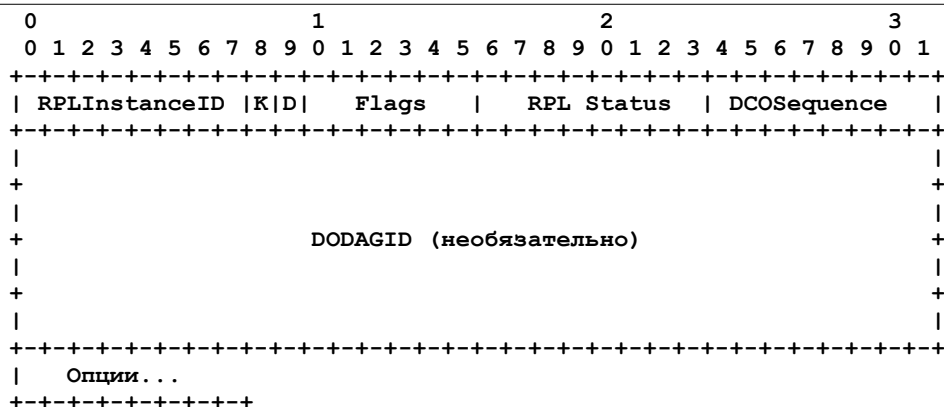 0                   1                   2                   3
 0 1 2 3 4 5 6 7 8 9 0 1 2 3 4 5 6 7 8 9 0 1 2 3 4 5 6 7 8 9 0 1
+-+-+-+-+-+-+-+-+-+-+-+-+-+-+-+-+-+-+-+-+-+-+-+-+-+-+-+-+-+-+-+-+
| RPLInstanceID |K|D|   Flags   |   RPL Status  | DCOSequence   |
+-+-+-+-+-+-+-+-+-+-+-+-+-+-+-+-+-+-+-+-+-+-+-+-+-+-+-+-+-+-+-+-+
|                                                               |
+                                                               +
|                                                               |
+                    DODAGID (необязательно)                    +
|                                                               |
+                                                               +
|                                                               |
+-+-+-+-+-+-+-+-+-+-+-+-+-+-+-+-+-+-+-+-+-+-+-+-+-+-+-+-+-+-+-+-+
|   Опции...
+-+-+-+-+-+-+-+-+